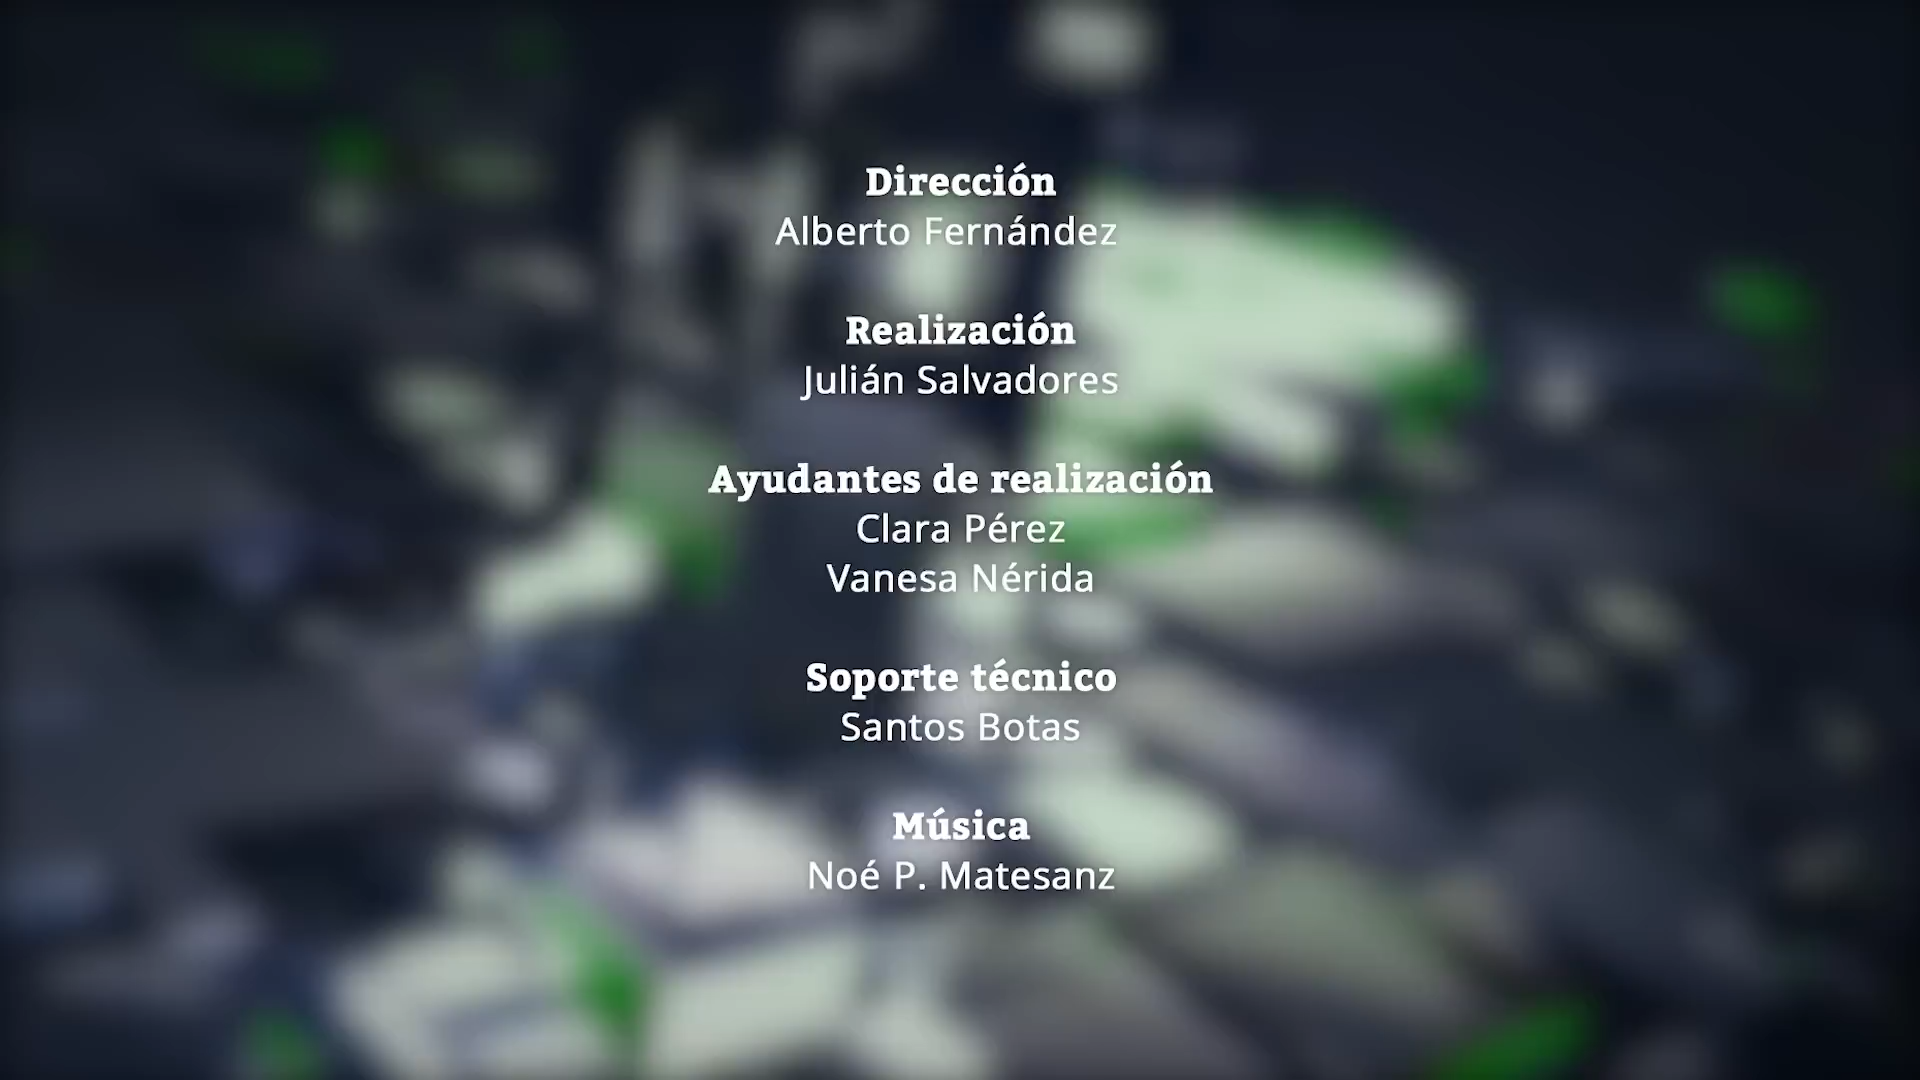 Dirección
Alberto Fernández
Realización
Julián Salvadores
Ayudantes de realización
Clara Pérez
Vanesa Nérida
Soporte técnico
Santos Botas
Música
Noé P. Matesanz